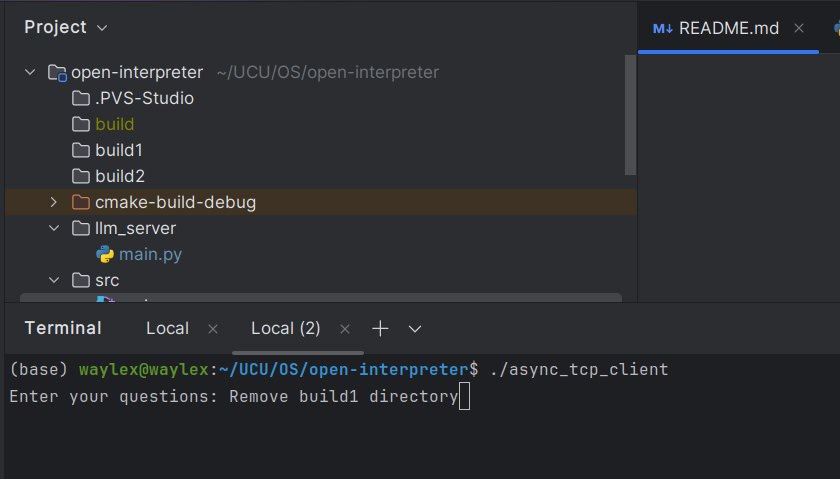 Project
README.md
open-interpreter ~/UCU/OS/open-interpreter
.PVS-Studio
build
build1
build2
cmake-build-debug
llm_server
main.py
src
Terminal Local Local (2)
(base) waylex@waylex:~/UCU/OS/open-interpreter$ ./async_tcp_client
Enter your questions: Remove build1 directory